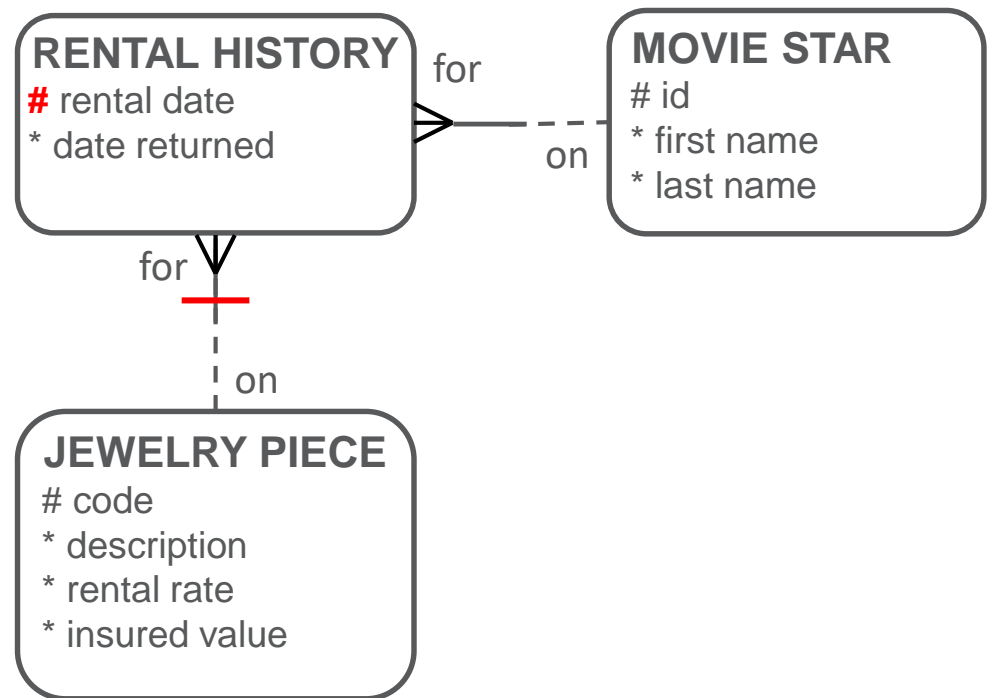 RENTAL HISTORY
# rental date
* date returned
for
on
MOVIE STAR
# id
* first name
* last name
for
on
JEWELRY PIECE
# code
* description
* rental rate
* insured value